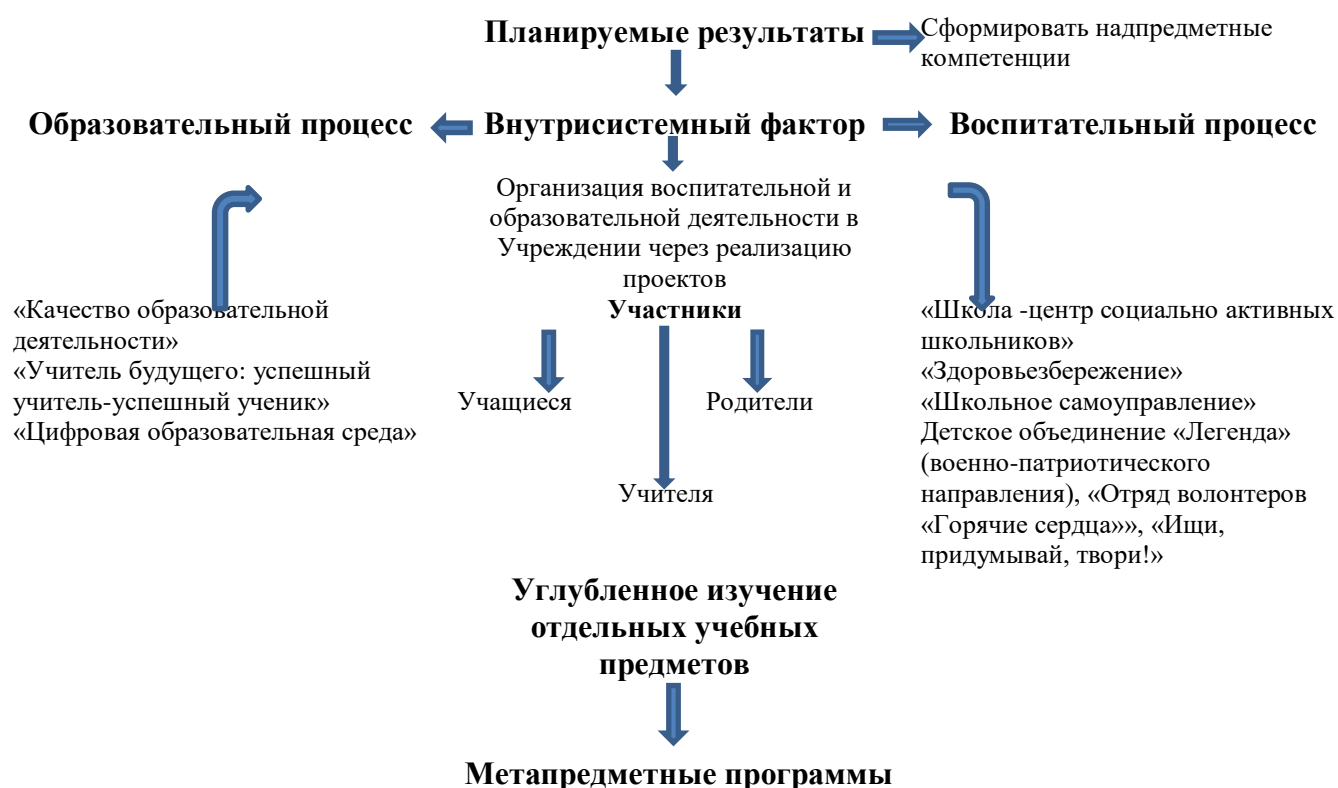 Планируемые результаты
Сформировать надпредметные
компетенции
Образовательный процесс
Внутрисистемный фактор
Воспитательный процесс
Организация воспитательной и
образовательной деятельности в
Учреждении через реализацию
проектов
«Качество образовательной
деятельности»
«Учитель будущего: успешный
учитель-успешный ученик»
«Цифровая образовательная среда»
Участники
Учащиеся
Родители
Учителя
«Школа -центр социально активных
школьников»
«Здоровьезбережение»
«Школьное самоуправление»
Детское объединение «Легенда»
(военно-патриотического
направления), «Отряд волонтеров
«Горячие сердца»», «Ищи,
придумывай, твори!»
Углубленное изучение
отдельных учебных
предметов
Метапредметные программы